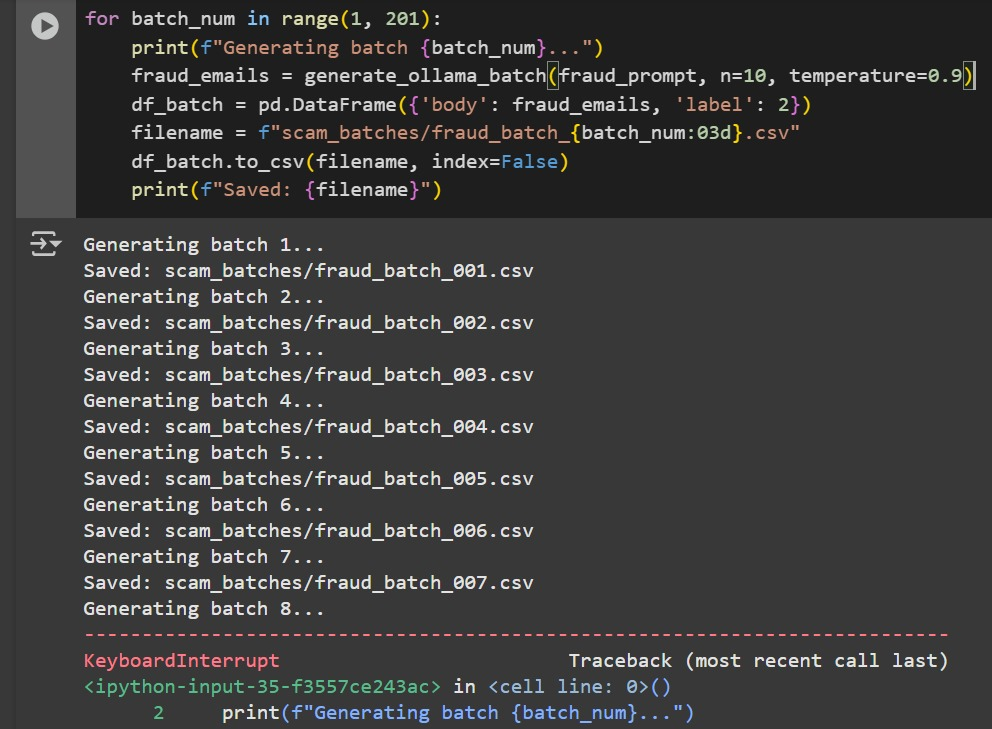 for batch_num in range(1, 201):
    print(f"Generating batch {batch_num}...")
    fraud_emails = generate_ollama_batch(fraud_prompt, n=10, temperature=0.9)
    df_batch = pd.DataFrame({'body': fraud_emails, 'label': 2})
    filename = f"scam_batches/fraud_batch_{batch_num:03d}.csv"
    df_batch.to_csv(filename, index=False)
    print(f"Saved: {filename}")
Generating batch 1...
Saved: scam_batches/fraud_batch_001.csv
Generating batch 2...
Saved: scam_batches/fraud_batch_002.csv
Generating batch 3...
Saved: scam_batches/fraud_batch_003.csv
Generating batch 4...
Saved: scam_batches/fraud_batch_004.csv
Generating batch 5...
Saved: scam_batches/fraud_batch_005.csv
Generating batch 6...
Saved: scam_batches/fraud_batch_006.csv
Generating batch 7...
Saved: scam_batches/fraud_batch_007.csv
Generating batch 8...
---------------------------------------------------------------------------
KeyboardInterrupt                         Traceback (most recent call last)
<ipython-input-35-f3557ce243ac> in <cell line: 0>()
      2     print(f"Generating batch {batch_num}...")